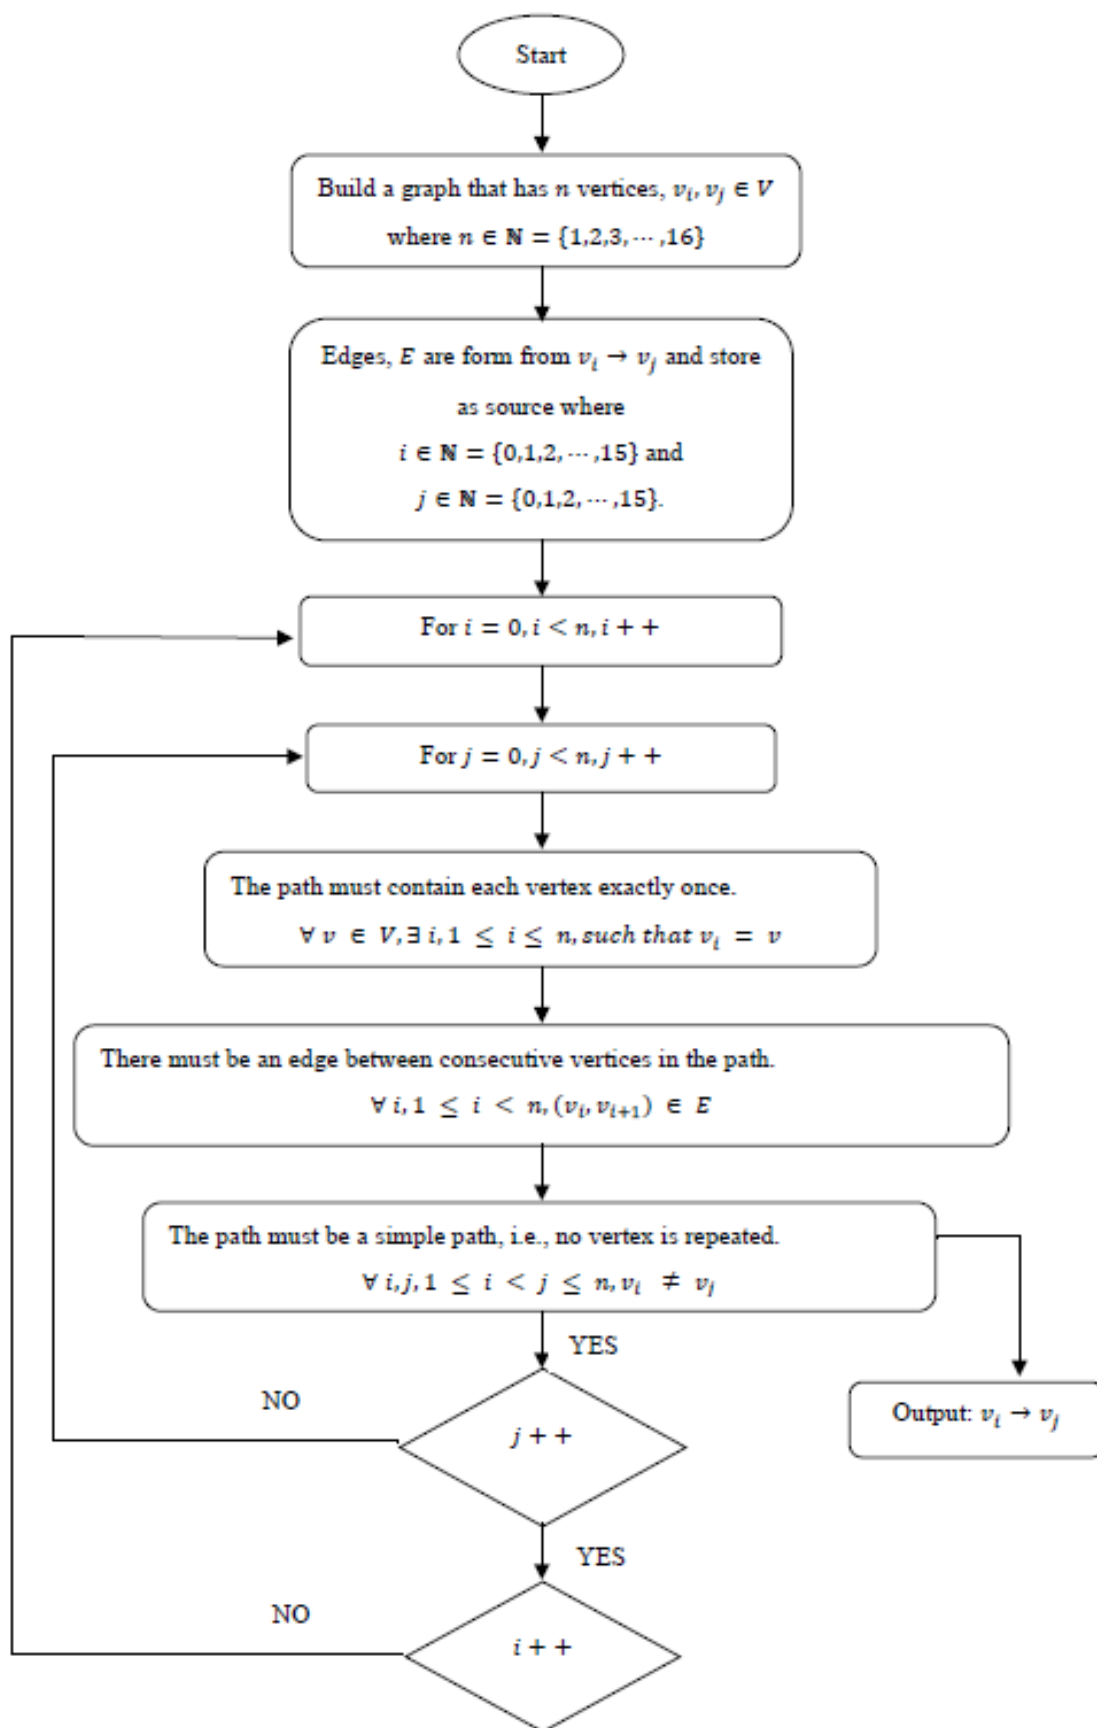 Start
Build a graph that has n vertices, vᵢ, vⱼ ∈ V
where n ∈ ℕ = {1,2,3, ⋯ ,16}
Edges, E are form from vᵢ → vⱼ and store
as source where
i ∈ ℕ = {0,1,2, ⋯ ,15} and
j ∈ ℕ = {0,1,2, ⋯ ,15}.
For i = 0, i < n, i + +
For j = 0, j < n, j + +
The path must contain each vertex exactly once.
∀ v ∈ V, ∃ i, 1 ≤ i ≤ n, such that vᵢ = v
There must be an edge between consecutive vertices in the path.
∀ i, 1 ≤ i < n, (vᵢ, vᵢ₊₁) ∈ E
The path must be a simple path, i.e., no vertex is repeated.
∀ i, j, 1 ≤ i < j ≤ n, vᵢ ≠ vⱼ
YES
NO
Output: vᵢ → vⱼ
j + +
YES
NO
i + +